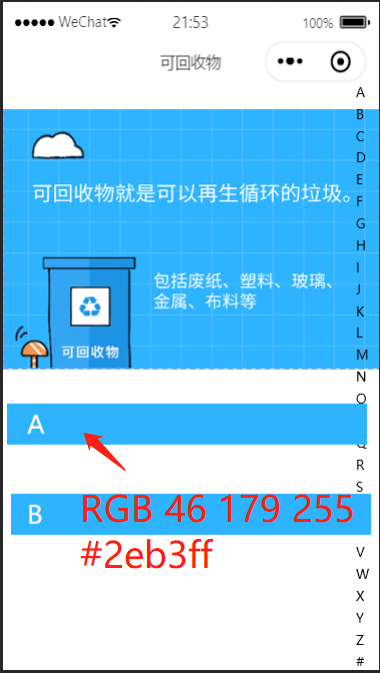 ●●●●● WeChat 21:53 100%
可回收物
可回收物就是可以再生循环的垃圾。
包括废纸、塑料、玻璃、
金属、布料等
可回收物
A
B
RGB 46 179 255
#2eb3ff
A
B
C
D
E
F
G
H
I
J
K
L
M
N
O
Q
R
S
V
W
X
Y
Z
#